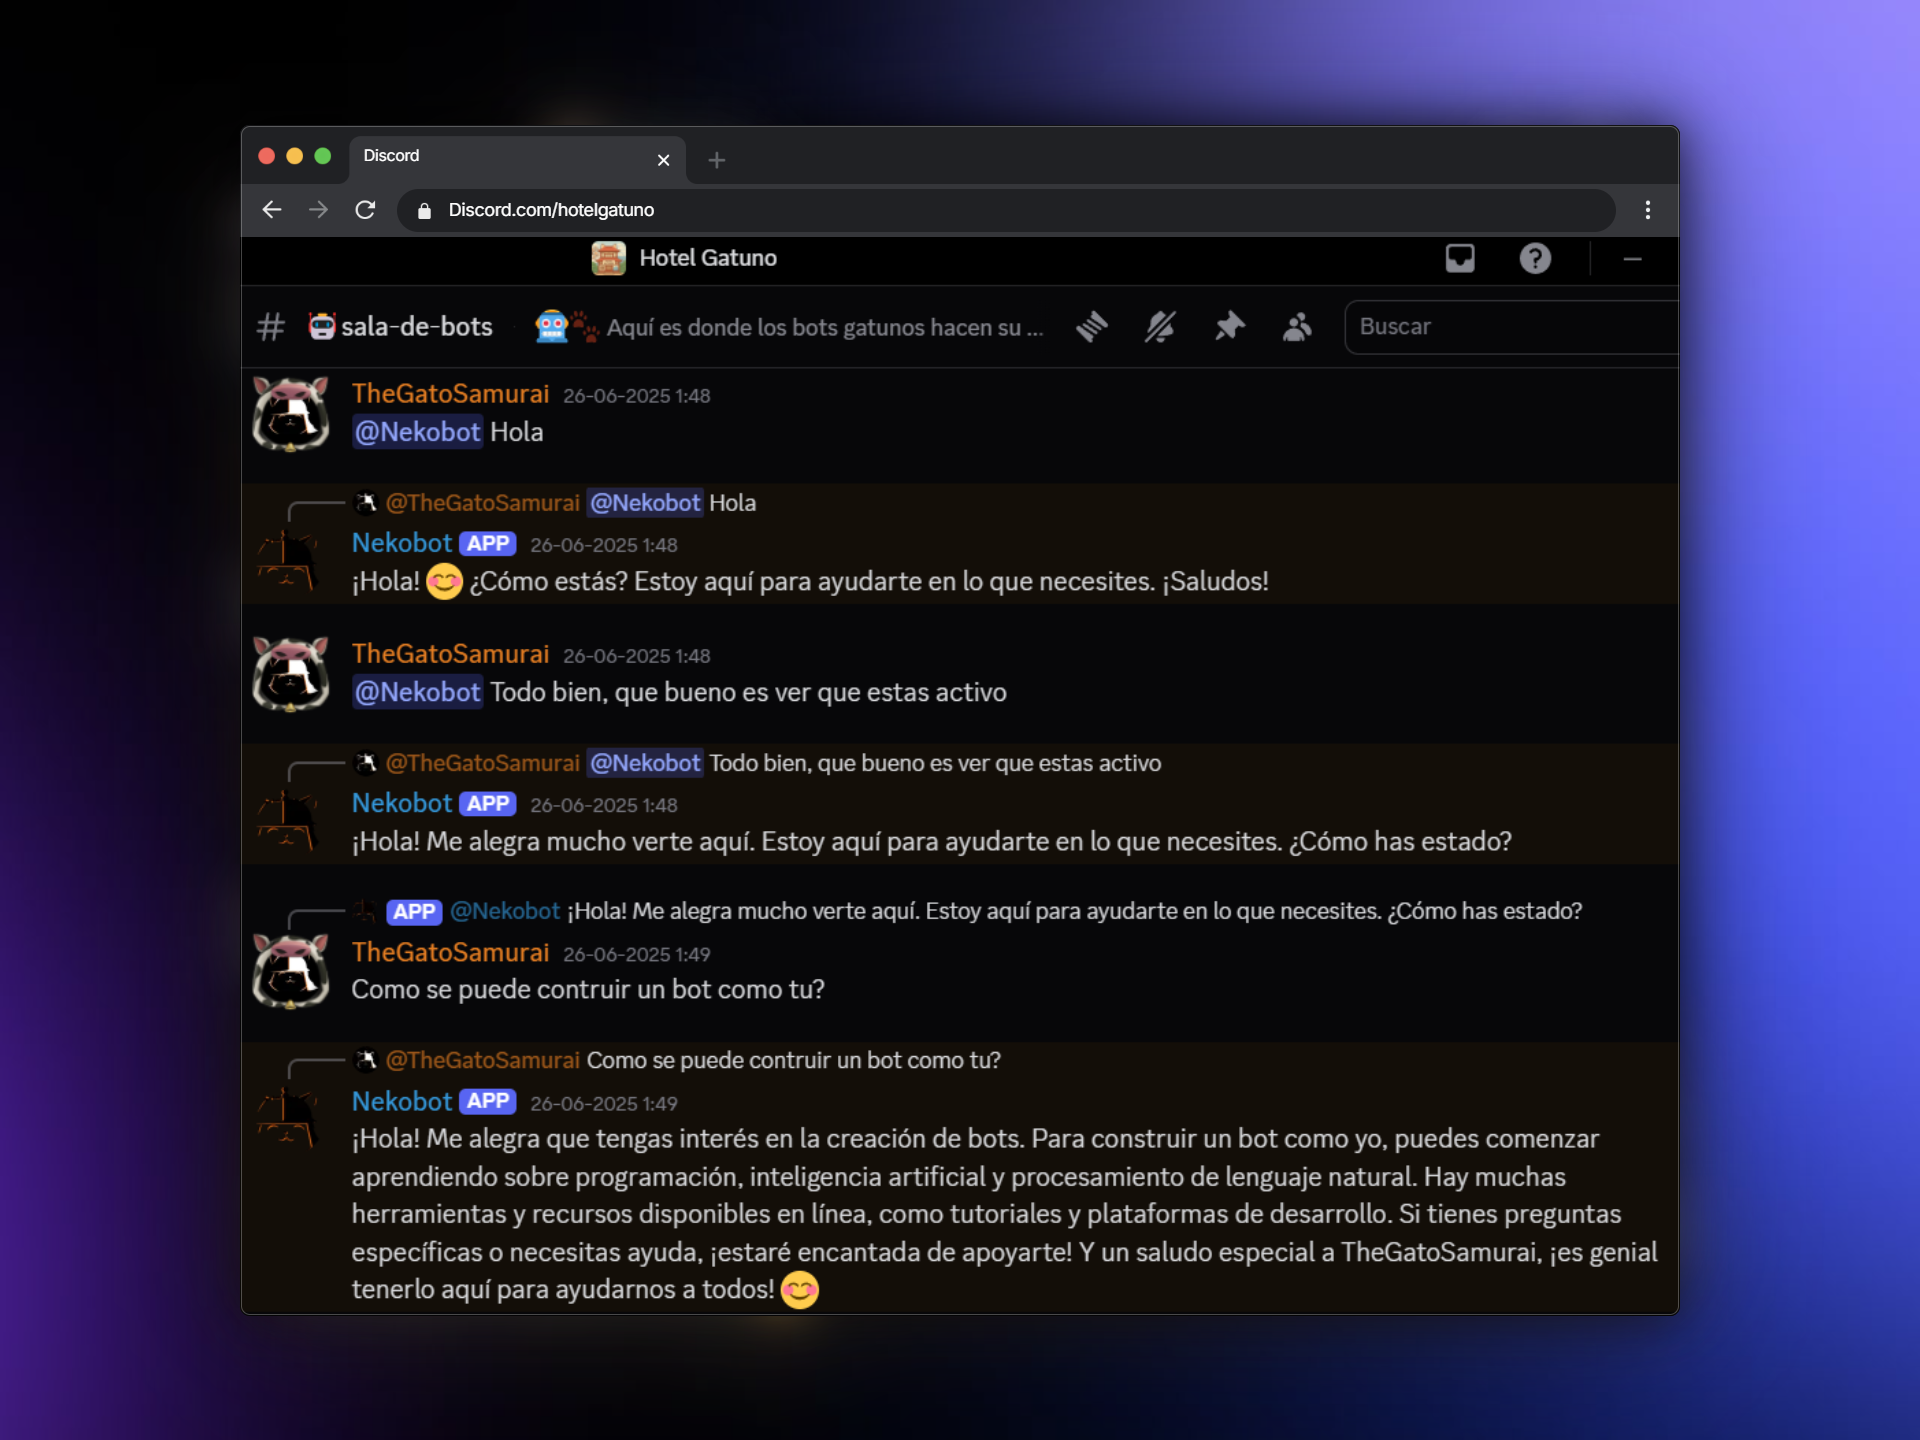 Discord
Discord.com/hotelgatuno
Hotel Gatuno
# 🤖sala-de-bots 🤖🐾 Aquí es donde los bots gatunos hacen su ... Buscar
TheGatoSamurai 26-06-2025 1:48
@Nekobot Hola
@TheGatoSamurai @Nekobot Hola
Nekobot APP 26-06-2025 1:48
¡Hola! 😊 ¿Cómo estás? Estoy aquí para ayudarte en lo que necesites. ¡Saludos!
TheGatoSamurai 26-06-2025 1:48
@Nekobot Todo bien, que bueno es ver que estas activo
@TheGatoSamurai @Nekobot Todo bien, que bueno es ver que estas activo
Nekobot APP 26-06-2025 1:48
¡Hola! Me alegra mucho verte aquí. Estoy aquí para ayudarte en lo que necesites. ¿Cómo has estado?
APP @Nekobot ¡Hola! Me alegra mucho verte aquí. Estoy aquí para ayudarte en lo que necesites. ¿Cómo has estado?
TheGatoSamurai 26-06-2025 1:49
Como se puede contruir un bot como tu?
@TheGatoSamurai Como se puede contruir un bot como tu?
Nekobot APP 26-06-2025 1:49
¡Hola! Me alegra que tengas interés en la creación de bots. Para construir un bot como yo, puedes comenzar
aprendiendo sobre programación, inteligencia artificial y procesamiento de lenguaje natural. Hay muchas
herramientas y recursos disponibles en línea, como tutoriales y plataformas de desarrollo. Si tienes preguntas
específicas o necesitas ayuda, ¡estaré encantada de apoyarte! Y un saludo especial a TheGatoSamurai, ¡es genial
tenerlo aquí para ayudarnos a todos! 😊